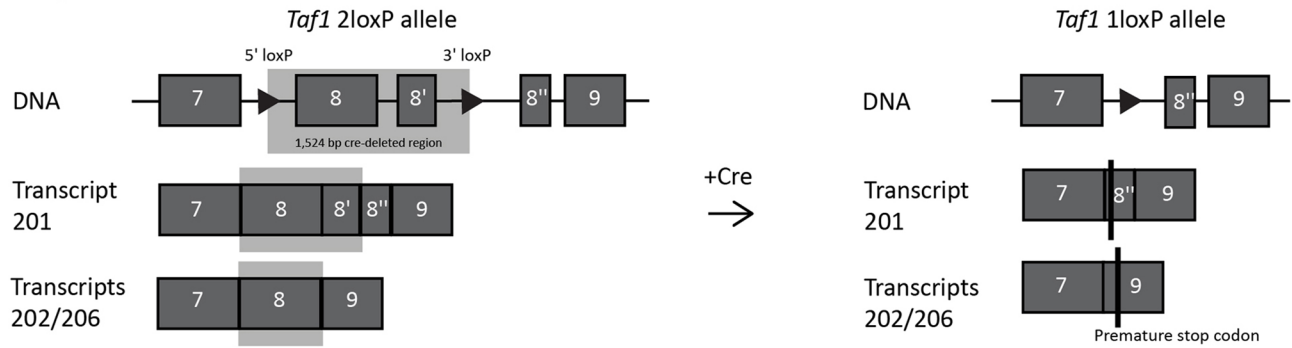 Taf1 2loxP allele
Taf1 1loxP allele
5' loxP
3' loxP
DNA
7
8
8'
8''
9
1,524 bp cre-deleted region
DNA
7
8''
9
Transcript
201
7
8
8'
8''
9
+Cre
Transcript
201
7
8''
9
Transcripts
202/206
7
8
9
Transcripts
202/206
7
9
Premature stop codon